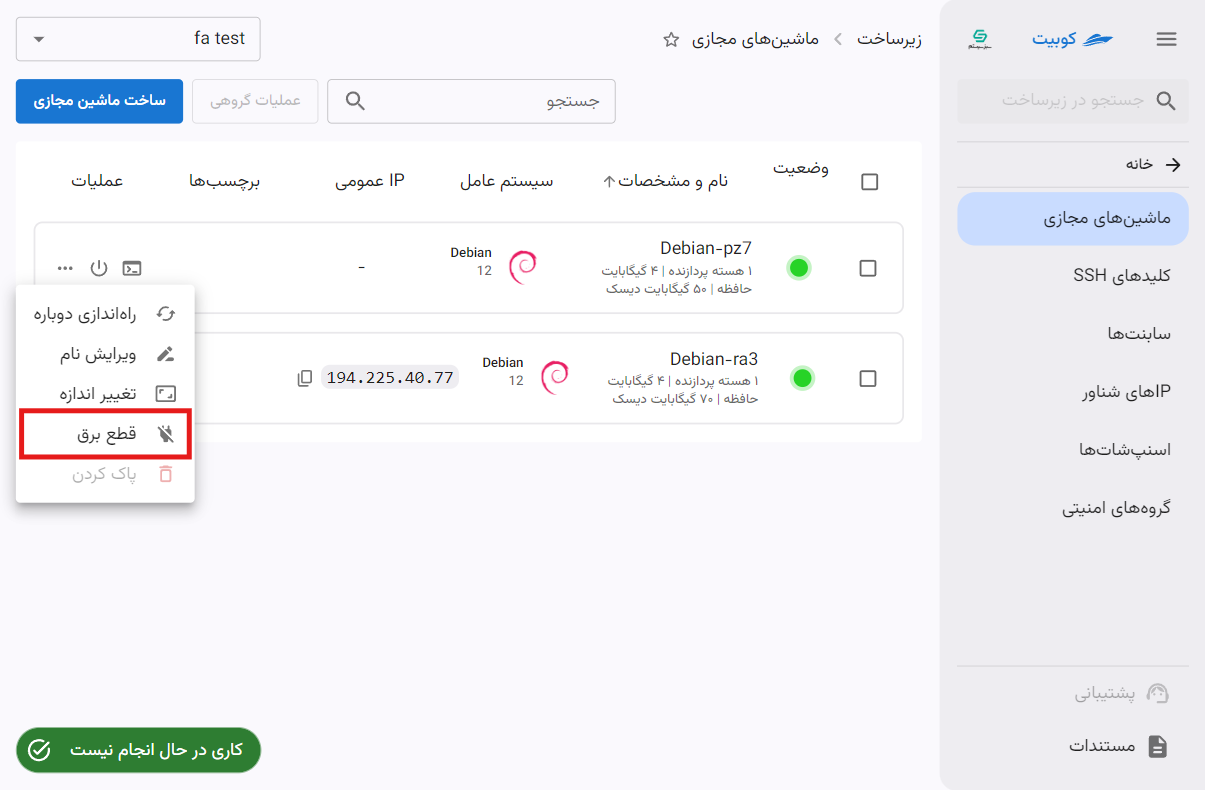 کوبیت
جستجو در زیرساخت
خانه
ماشین‌های مجازی
کلیدهای SSH
سابنت‌ها
IPهای شناور
اسنپ‌شات‌ها
گروه‌های امنیتی
پشتیبانی
مستندات
زیرساخت
ماشین‌های مجازی
fa test
جستجو
عملیات گروهی
ساخت ماشین مجازی
وضعیت
نام و مشخصات
سیستم عامل
IP عمومی
برچسب‌ها
عملیات
Debian-pz7
۱ هسته پردازنده | ۴ گیگابایت
حافظه | ۵۰ گیگابایت دیسک
Debian
12
-
Debian-ra3
۱ هسته پردازنده | ۴ گیگابایت
حافظه | ۷۰ گیگابایت دیسک
Debian
12
194.225.40.77
راه‌اندازی دوباره
ویرایش نام
تغییر اندازه
قطع برق
پاک کردن
کاری در حال انجام نیست